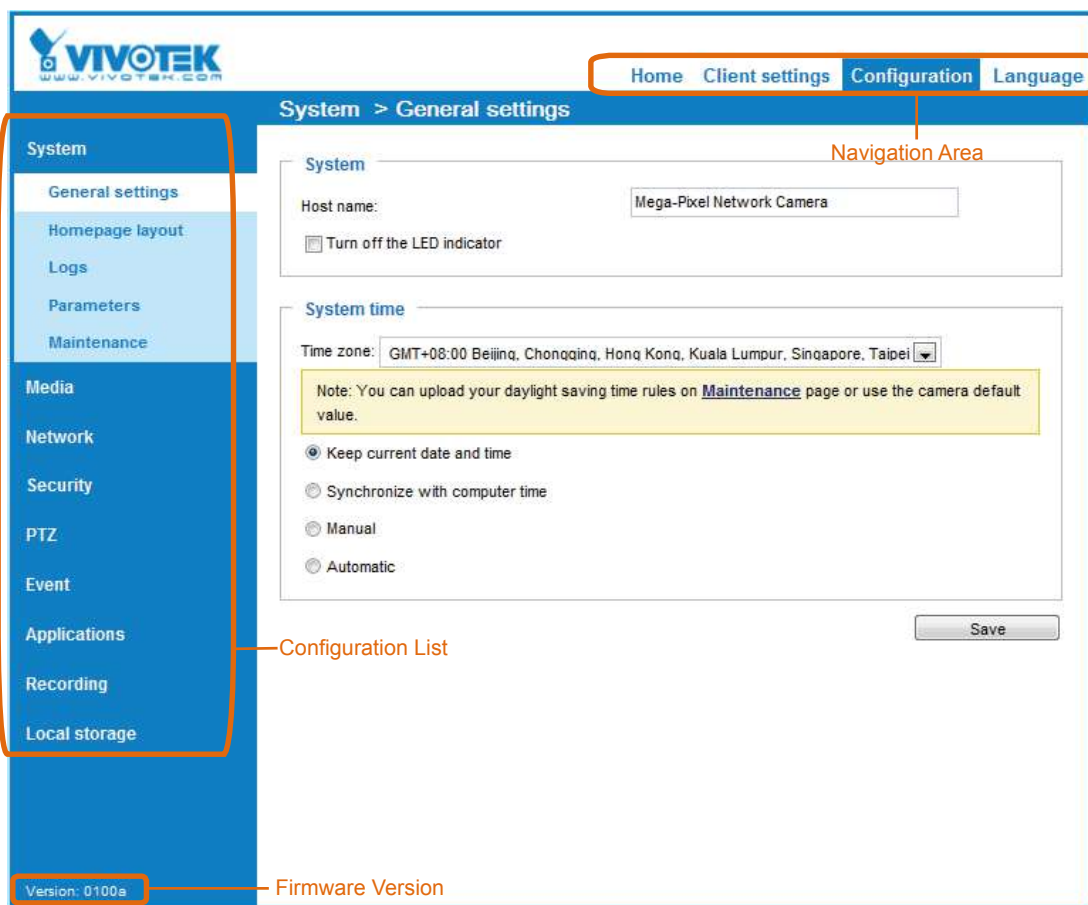 VIVOTEK
www.vivotek.com
Home Client settings Configuration Language
System > General settings
Navigation Area
System
General settings
Homepage layout
Logs
Parameters
Maintenance
Media
Network
Security
PTZ
Event
Applications
Recording
Local storage
Version: 0100a
System
Host name: Mega-Pixel Network Camera
Turn off the LED indicator
System time
Time zone: GMT+08:00 Beijing, Chongqing, Hong Kong, Kuala Lumpur, Singapore, Taipei
Note: You can upload your daylight saving time rules on Maintenance page or use the camera default
value.
Keep current date and time
Synchronize with computer time
Manual
Automatic
Save
Configuration List
Firmware Version